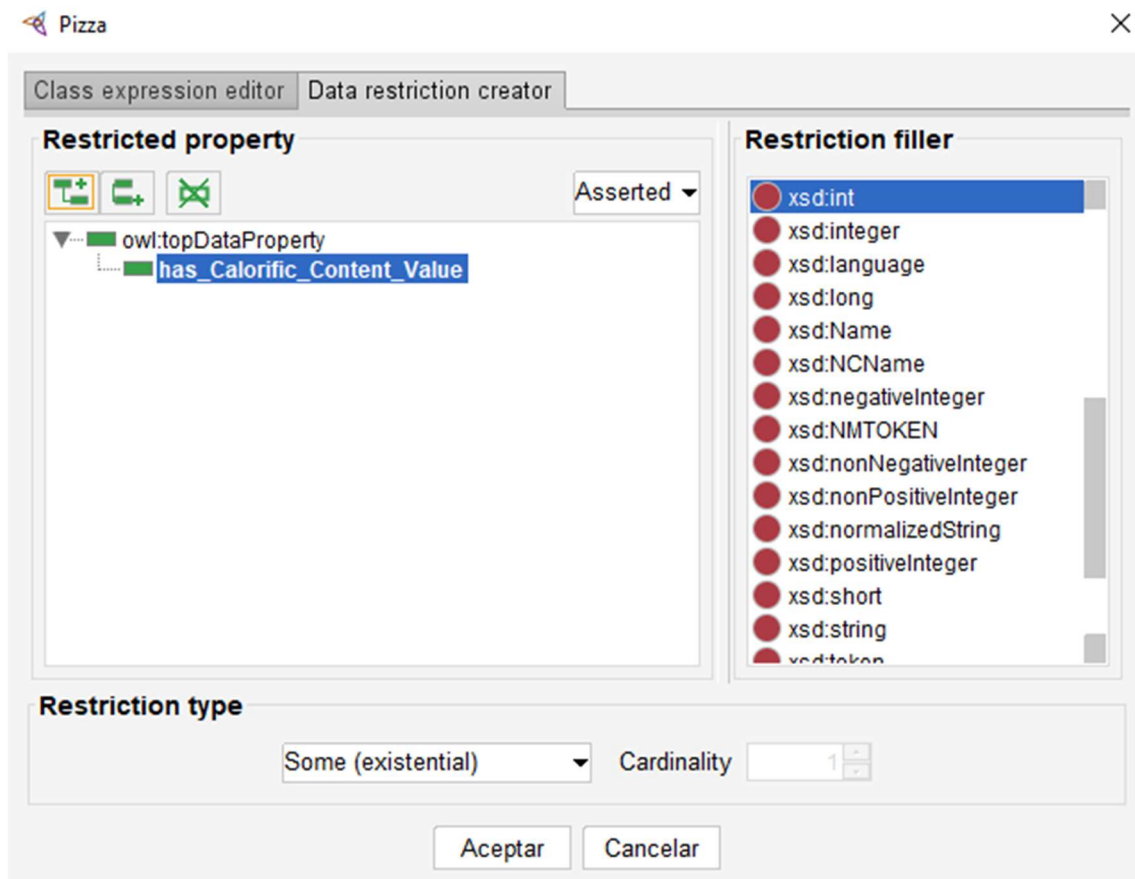 Pizza
Class expression editor
Data restriction creator
Restricted property
Asserted
owl:topDataProperty
has_Calorific_Content_Value
Restriction filler
xsd:int
xsd:integer
xsd:language
xsd:long
xsd:Name
xsd:NCName
xsd:negativeInteger
xsd:NMTOKEN
xsd:nonNegativeInteger
xsd:nonPositiveInteger
xsd:normalizedString
xsd:positiveInteger
xsd:short
xsd:string
xsd:token
Restriction type
Some (existential)
Cardinality
1
Aceptar
Cancelar